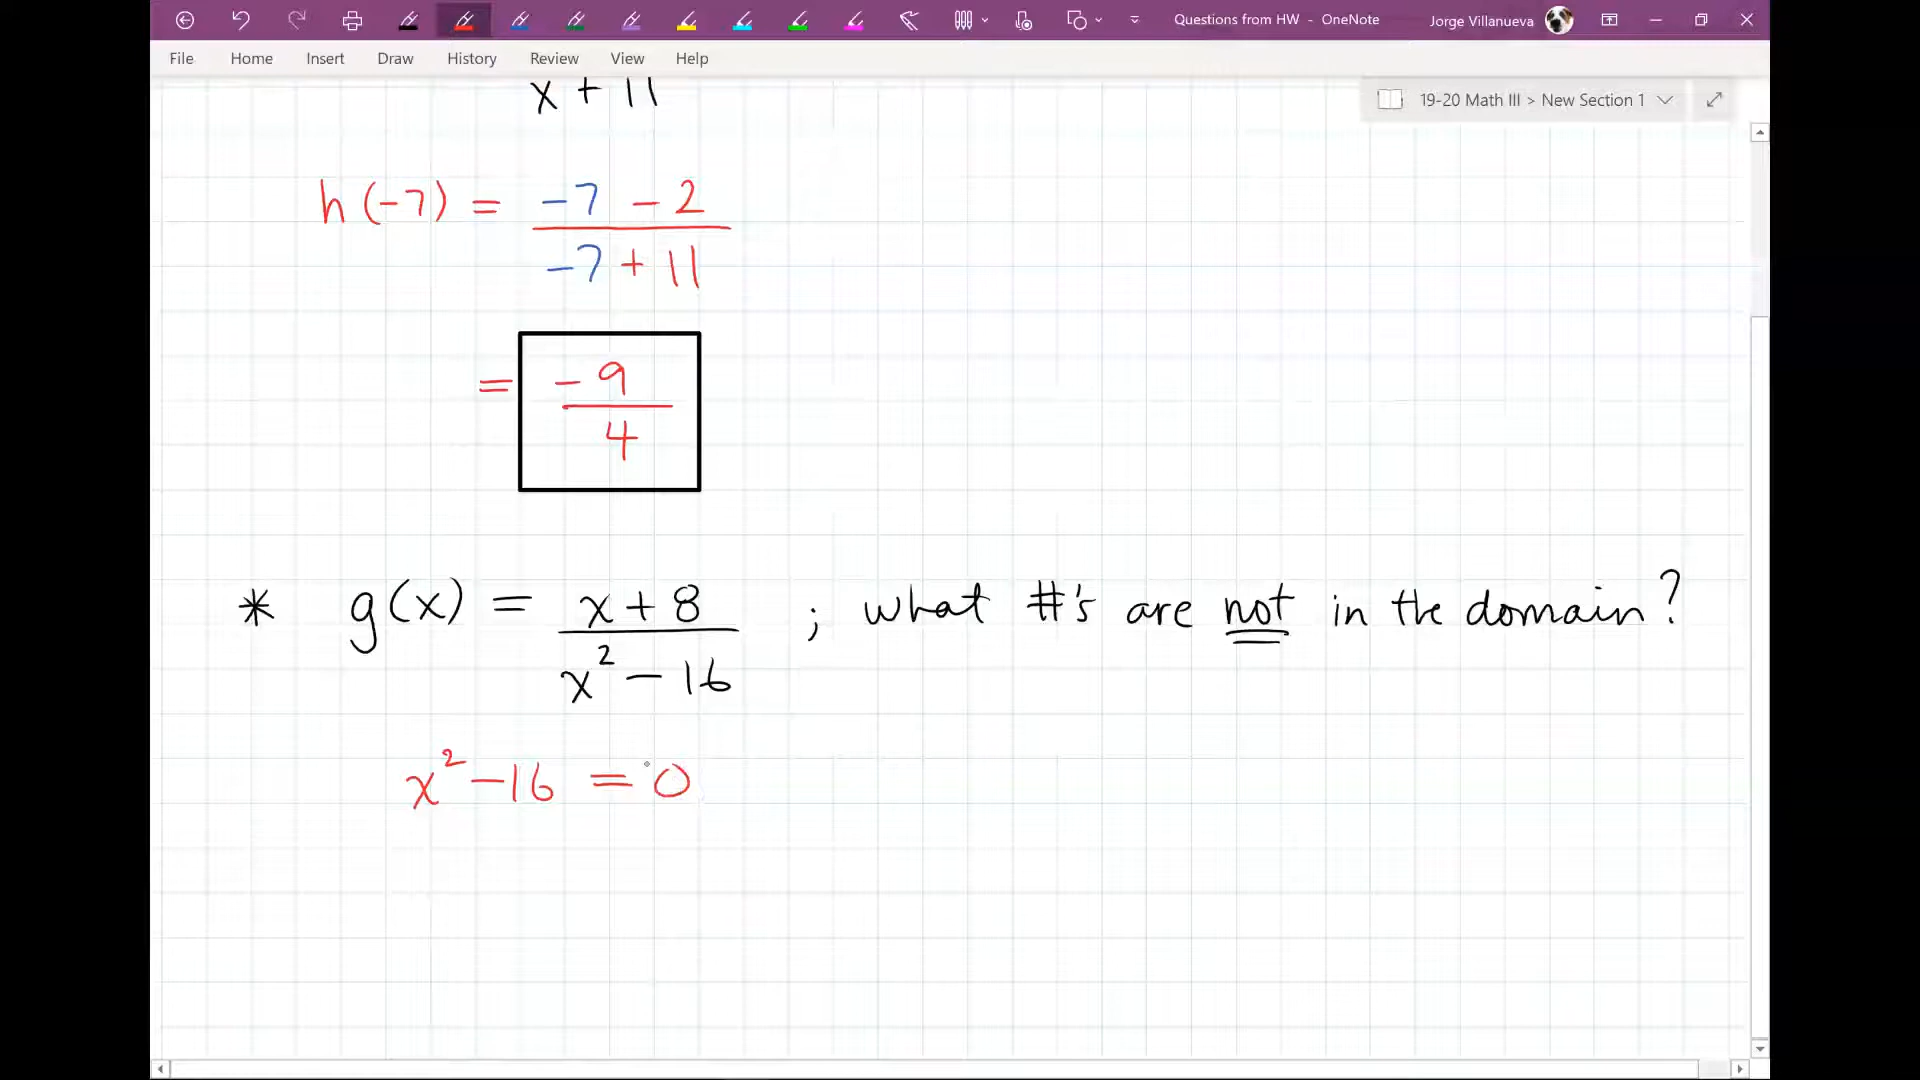 Questions from HW - OneNote
Jorge Villanueva
File Home Insert Draw History Review View Help
19-20 Math III > New Section 1
x + 11
h(-7) = -7 - 2
-7 + 11
= -9
4
* g(x) = x + 8 ; what #'s are not in the domain?
x² - 16
x² - 16 = 0